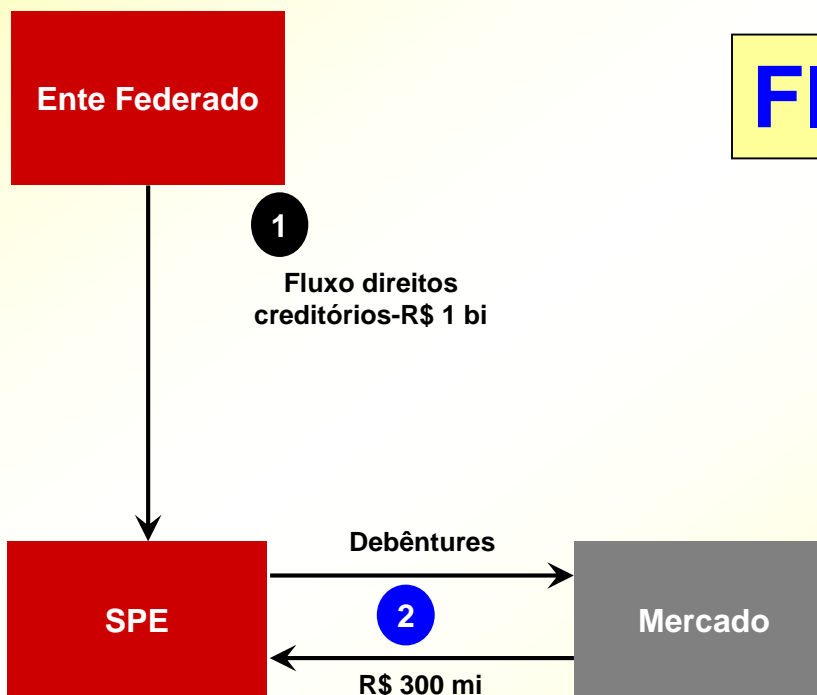 Ente Federado
1
Fluxo direitos
creditórios-R$ 1 bi
Debêntures
SPE
2
Mercado
R$ 300 mi